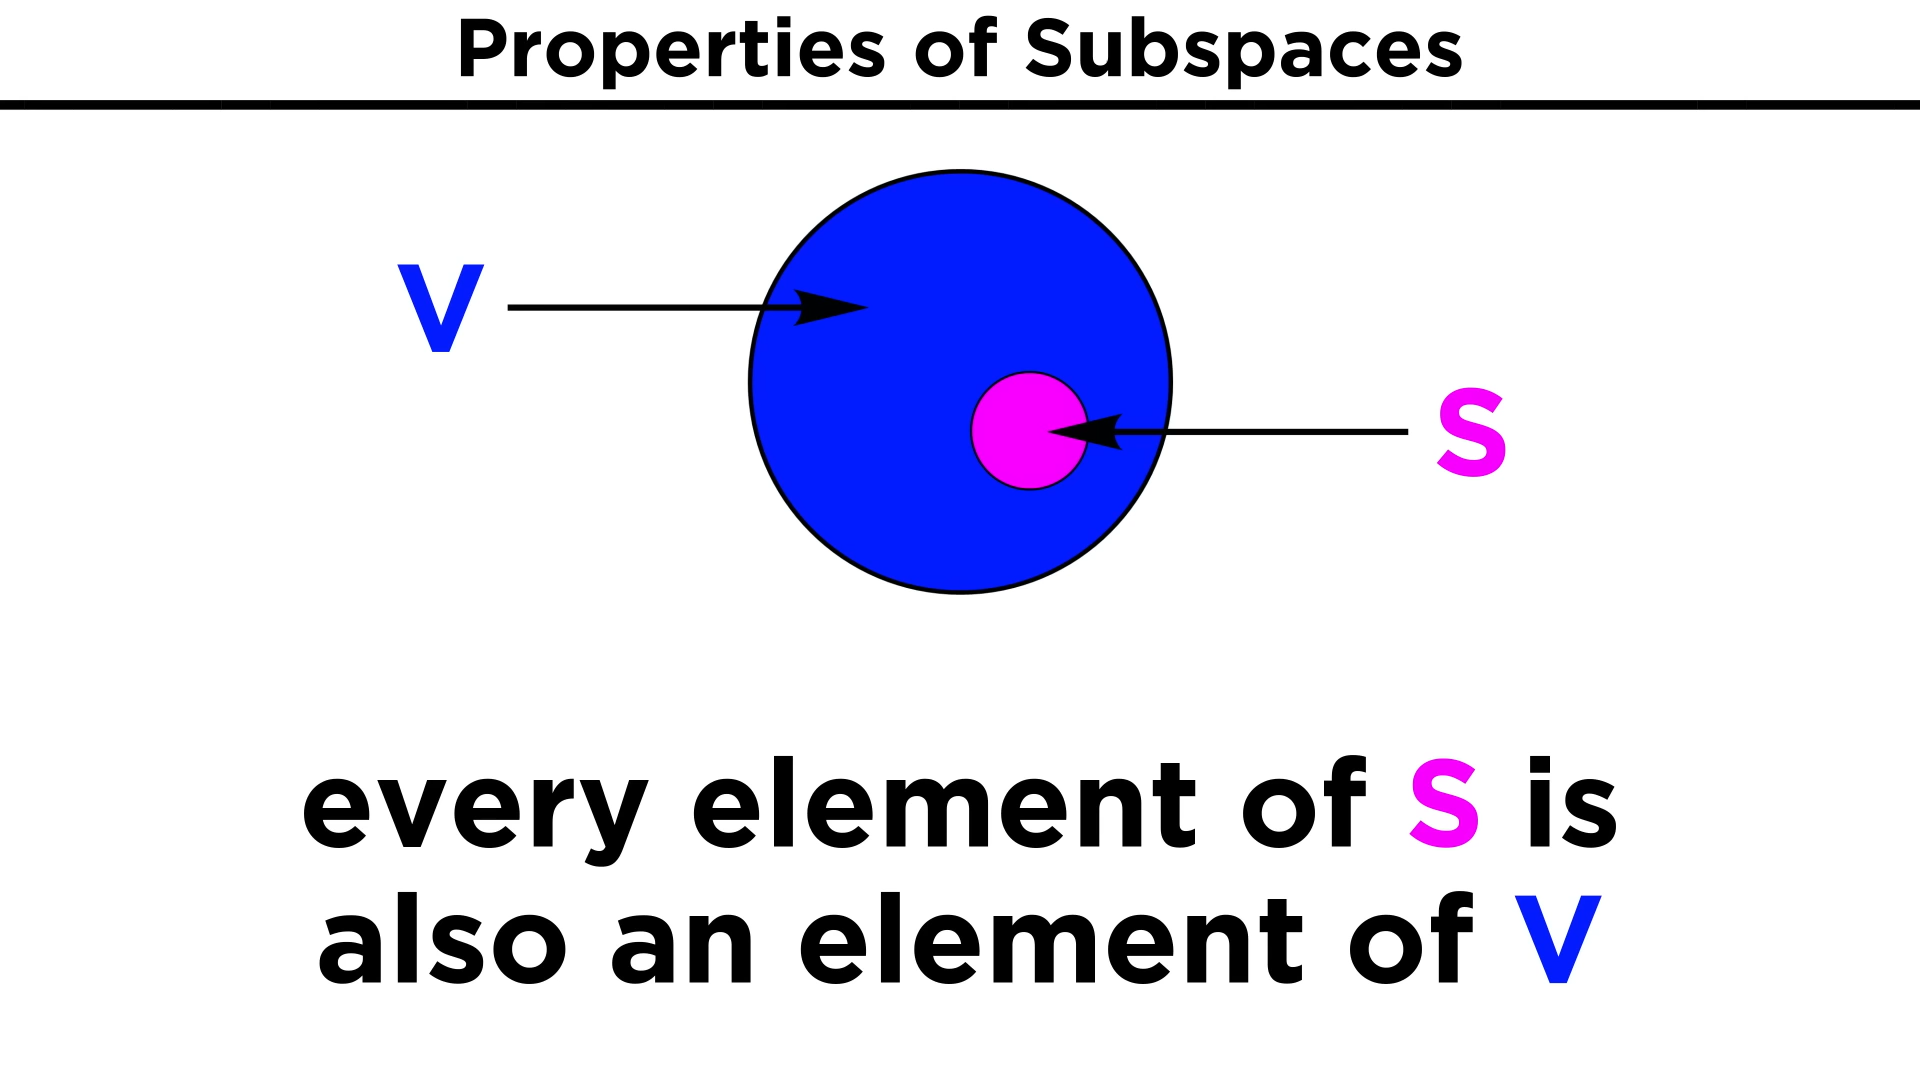 Properties of Subspaces
V
S
every element of S is
also an element of V